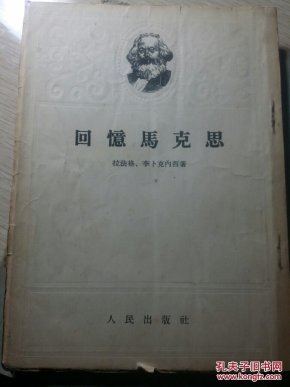 回憶馬克思
拉法格、李卜克內西著
人民出版社
孔夫子旧书网